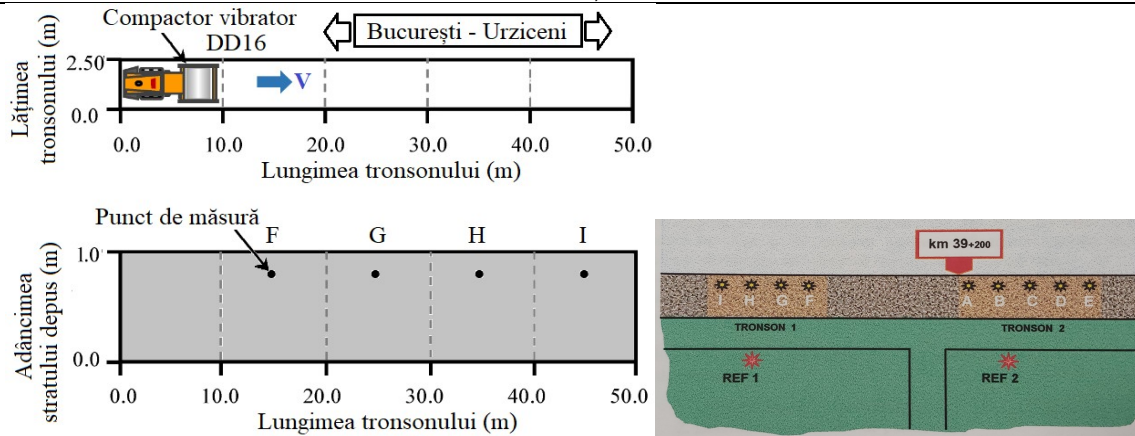 Compactor vibrator
DD16
București - Urziceni
Lățimea
tronsonului (m)
2.50
0.0
V
0.0 10.0 20.0 30.0 40.0 50.0
Lungimea tronsonului (m)
Punct de măsură
F G H I
Adâncimea
stratului depus (m)
1.0
0.0
0.0 10.0 20.0 30.0 40.0 50.0
Lungimea tronsonului (m)
km 39+200
I H G F A B C D E
TRONSON 1 TRONSON 2
REF 1 REF 2